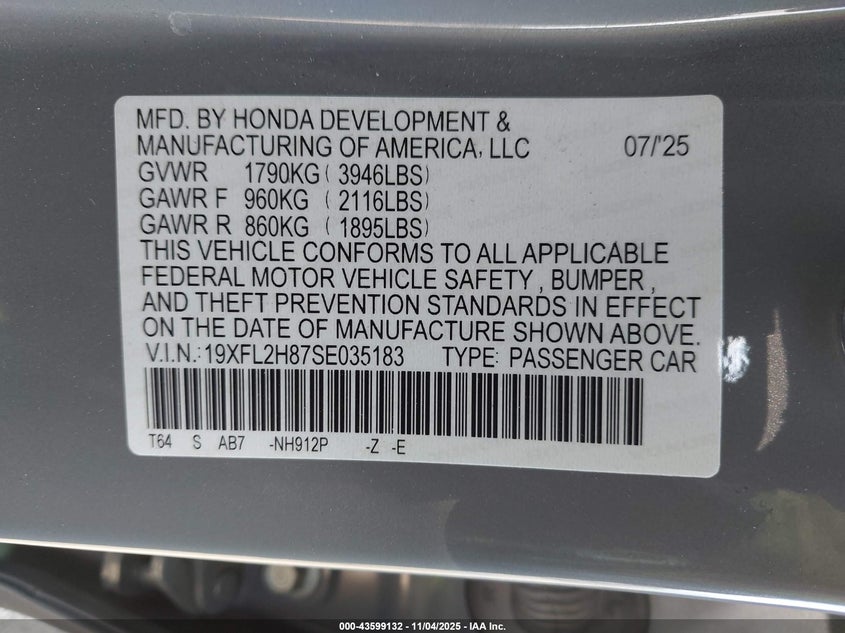 MFD. BY HONDA DEVELOPMENT &
MANUFACTURING OF AMERICA, LLC 07/'25
GVWR 1790KG ( 3946LBS)
GAWR F 960KG ( 2116LBS)
GAWR R 860KG ( 1895LBS)
THIS VEHICLE CONFORMS TO ALL APPLICABLE
FEDERAL MOTOR VEHICLE SAFETY , BUMPER ,
AND THEFT PREVENTION STANDARDS IN EFFECT
ON THE DATE OF MANUFACTURE SHOWN ABOVE.
V.I.N.: 19XFL2H87SE035183 TYPE: PASSENGER CAR
T64 S AB7 -NH912P -Z -E
000-43599132 — 11/04/2025 — IAA Inc.